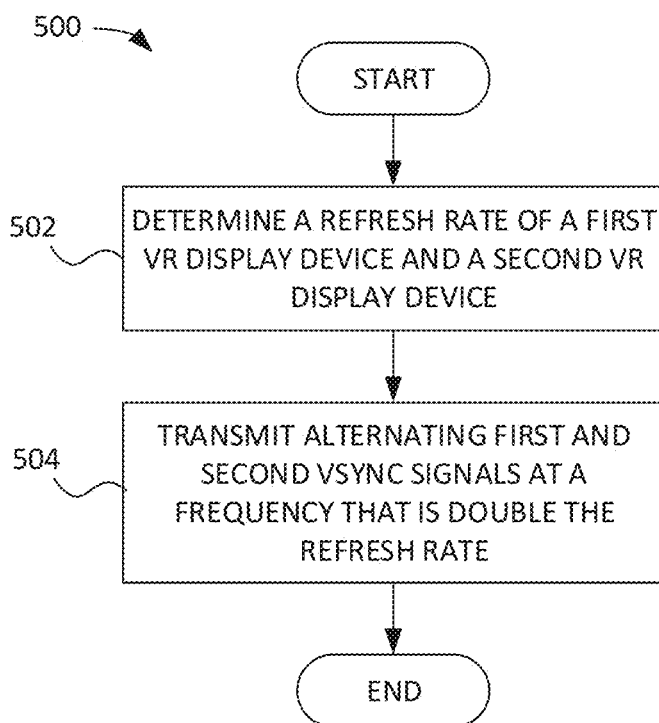 500
START
502
DETERMINE A REFRESH RATE OF A FIRST
VR DISPLAY DEVICE AND A SECOND VR
DISPLAY DEVICE
504
TRANSMIT ALTERNATING FIRST AND
SECOND VSYNC SIGNALS AT A
FREQUENCY THAT IS DOUBLE THE
REFRESH RATE
END